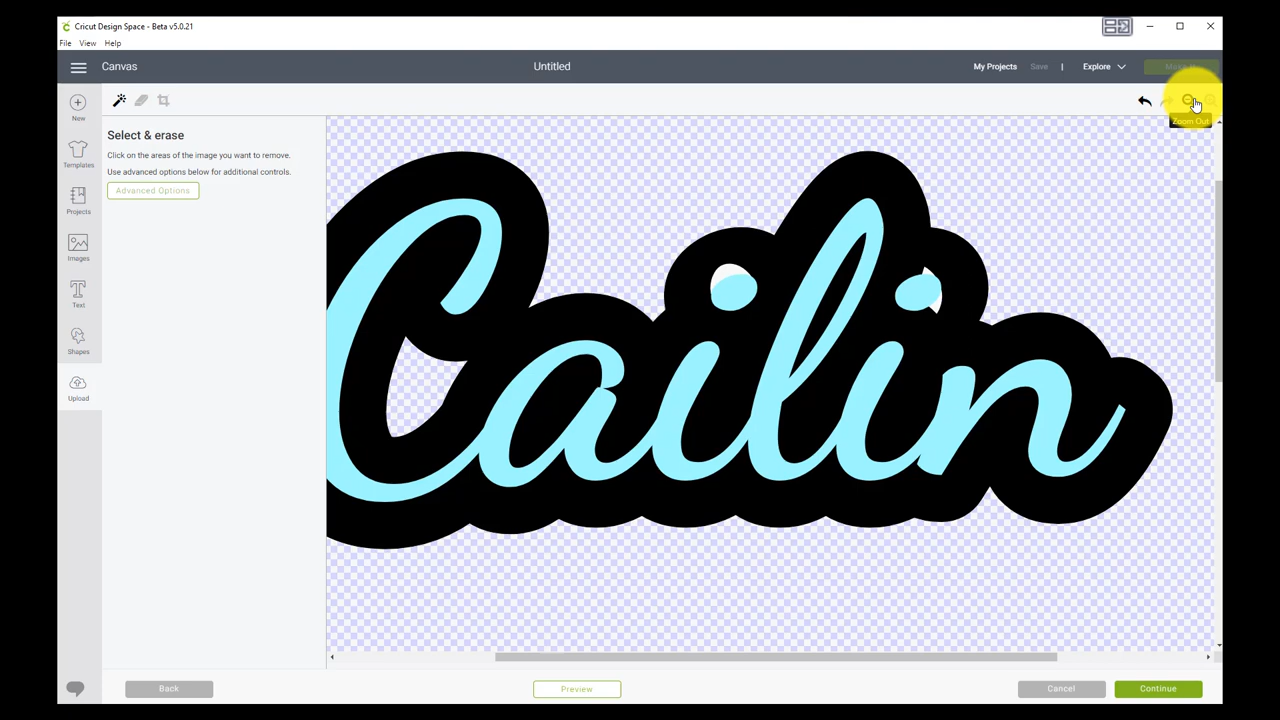 Cricut Design Space - Beta v5.0.21
File View Help
Canvas
Untitled
My Projects Save | Explore
New
Templates
Projects
Images
Text
Shapes
Upload
Select & erase
Click on the areas of the image you want to remove.
Use advanced options below for additional controls.
Advanced Options
Zoom Out
Cailin
Back
Preview
Cancel
Continue